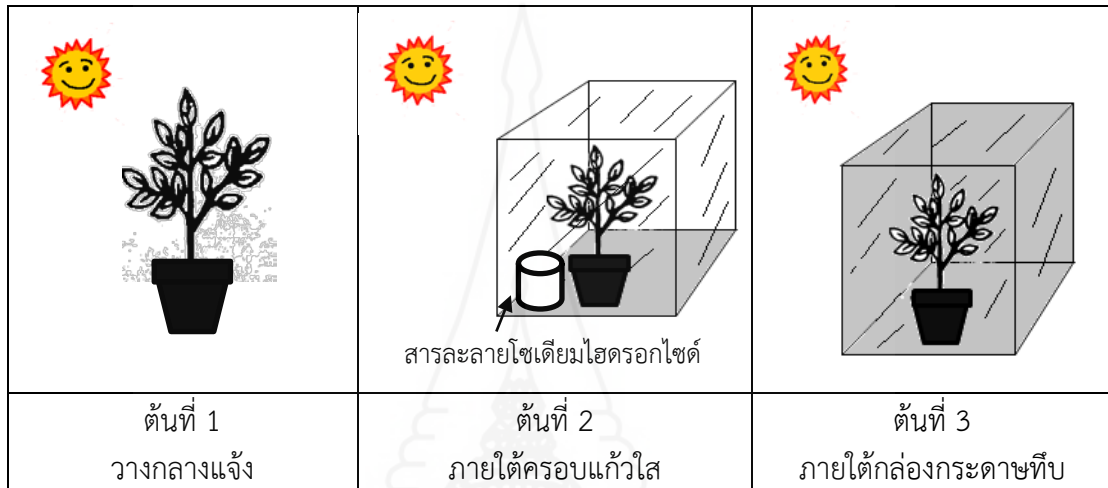 สารละลายโซเดียมไฮดรอกไซด์
ต้นที่ 1
วางกลางแจ้ง
ต้นที่ 2
ภายใต้ครอบแก้วใส
ต้นที่ 3
ภายใต้กล่องกระดาษทึบ